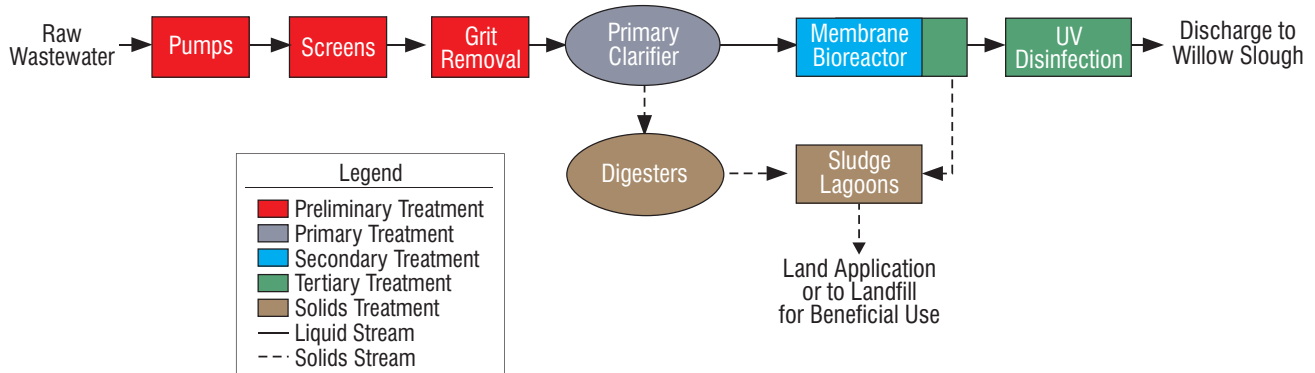 Raw
Wastewater
Pumps
Screens
Grit
Removal
Primary
Clarifier
Membrane
Bioreactor
UV
Disinfection
Discharge to
Willow Slough
Digesters
Sludge
Lagoons
Land Application
or to Landfill
for Beneficial Use
Legend
Preliminary Treatment
Primary Treatment
Secondary Treatment
Tertiary Treatment
Solids Treatment
Liquid Stream
Solids Stream